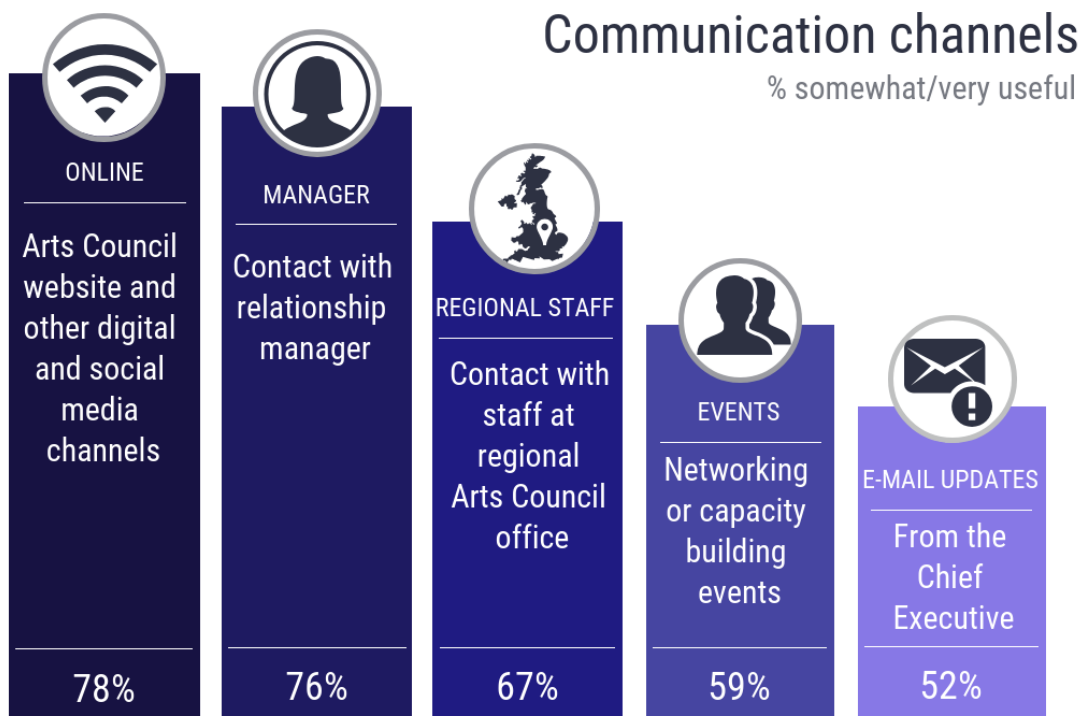 Communication channels
% somewhat/very useful
ONLINE
Arts Council
website and
other digital
and social
media
channels
78%
MANAGER
Contact with
relationship
manager
76%
REGIONAL STAFF
Contact with
staff at
regional
Arts Council
office
67%
EVENTS
Networking
or capacity
building
events
59%
E-MAIL UPDATES
From the
Chief
Executive
52%